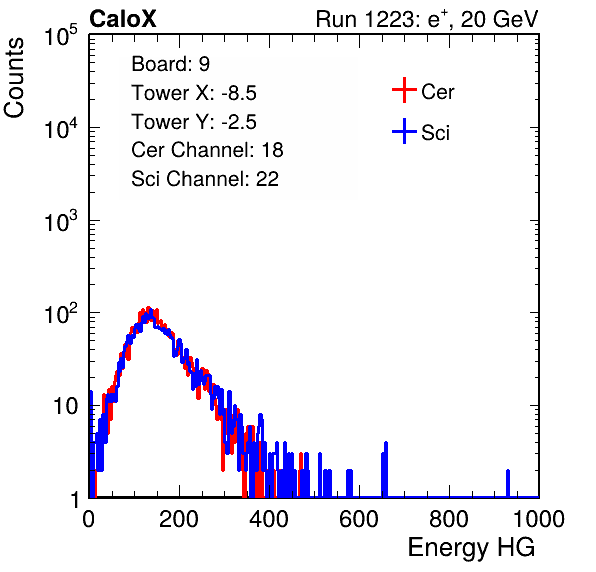 CaloX Run 1223: e⁺, 20 GeV
Counts
10⁵
10⁴
10³
10²
10
1
Board: 9
Tower X: -8.5
Tower Y: -2.5
Cer Channel: 18
Sci Channel: 22
Cer
Sci
0 200 400 600 800 1000
Energy HG